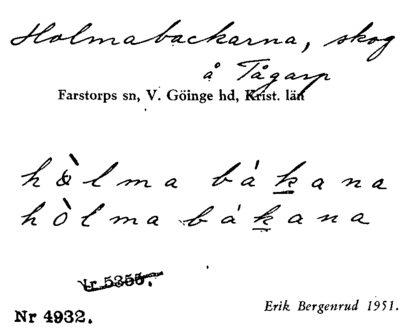 Holmabackarna, skog
å Tågarp
Farstorps sn, V. Göinge hd, Krist. län
hòlma bákana
hòlma bákana
Nr 5355.
Nr 4932.
Erik Bergenrud 1951.